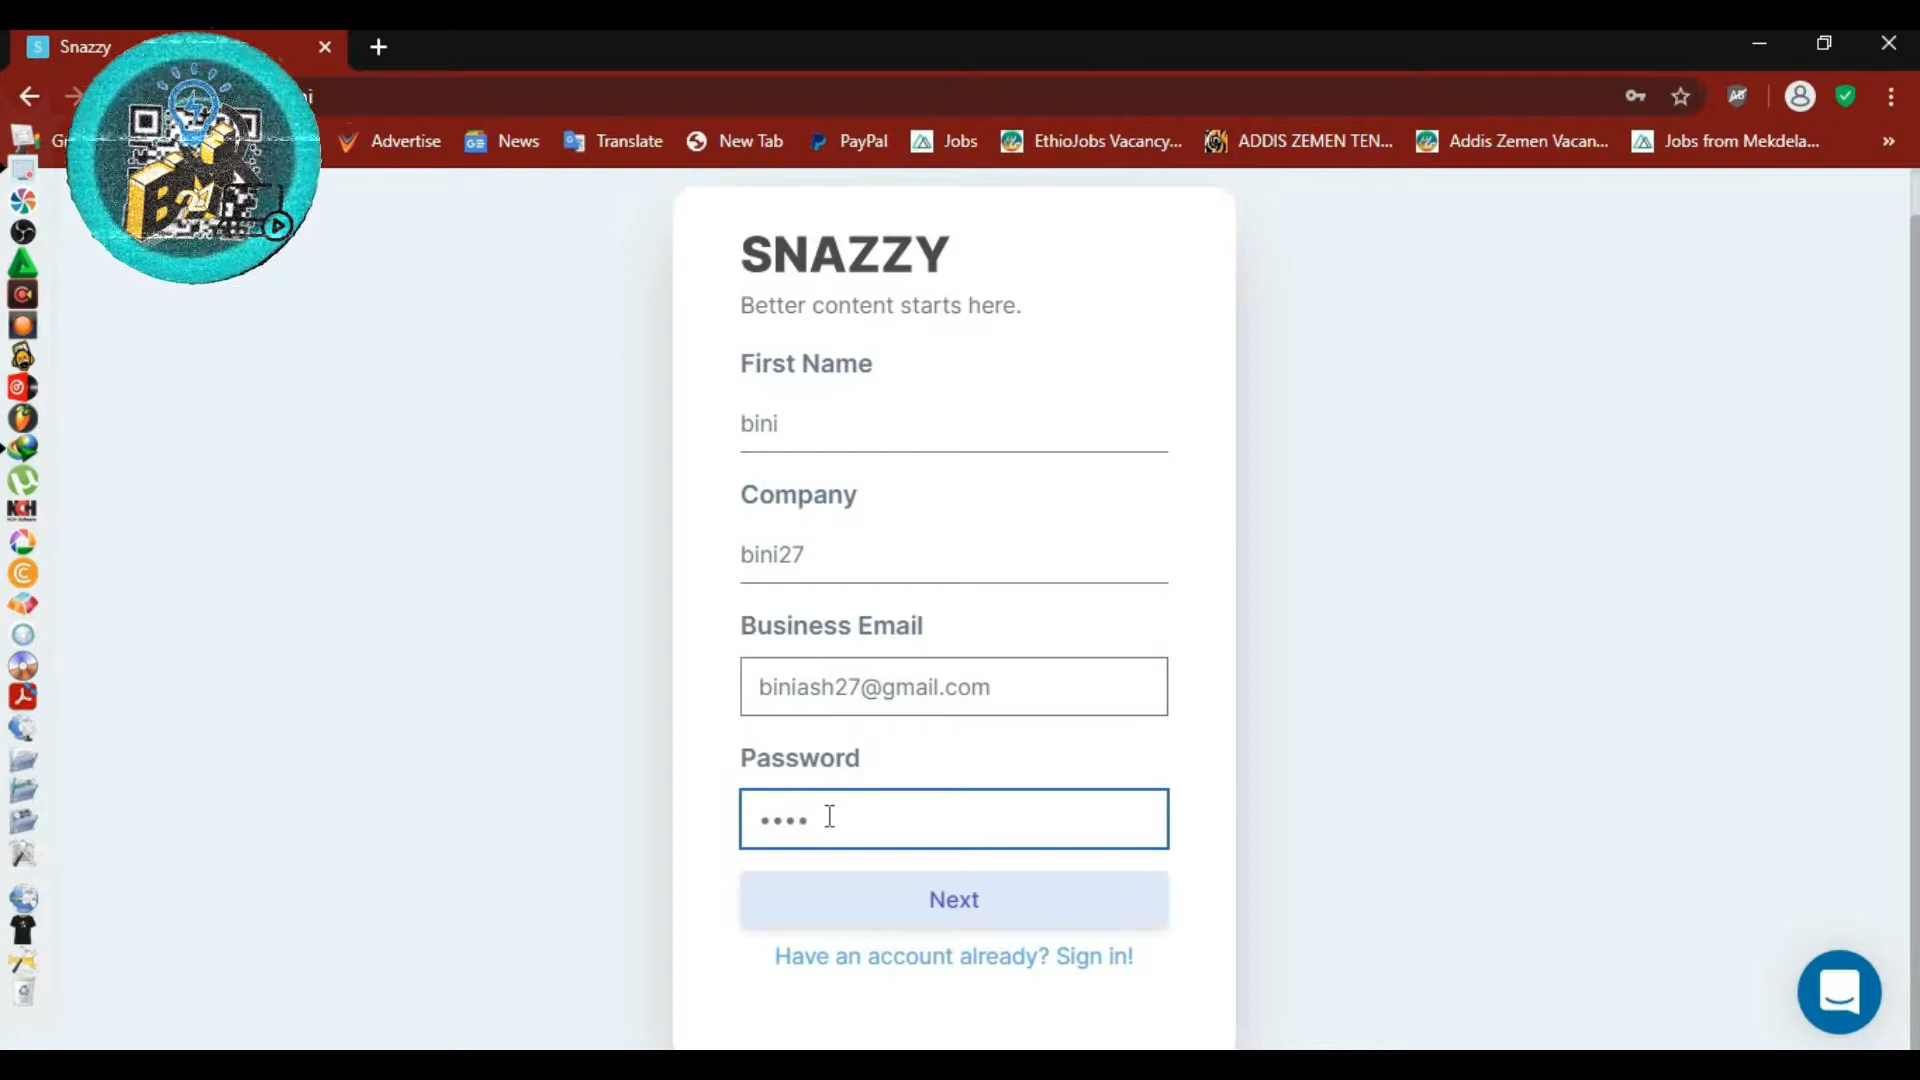 Snazzy
Advertise
News
Translate
New Tab
PayPal
Jobs
EthioJobs Vacancy...
ADDIS ZEMEN TEN...
Addis Zemen Vacan...
Jobs from Mekdela...
»
SNAZZY
Better content starts here.
First Name
bini
Company
bini27
Business Email
biniash27@gmail.com
Password
••••
Next
Have an account already? Sign in!
NCH